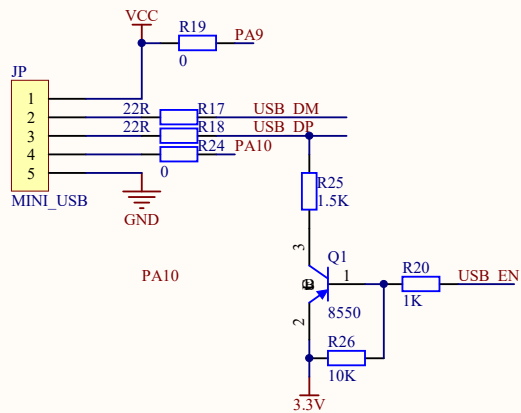 VCC
R19
PA9
0
JP
1
22R
R17
USB_DM
2
22R
R18
USB_DP
3
R24
PA10
4
0
5
MINI_USB
GND
R25
1.5K
3
Q1
PA10
1
R20
USB_EN
8550
1K
2
R26
10K
3.3V